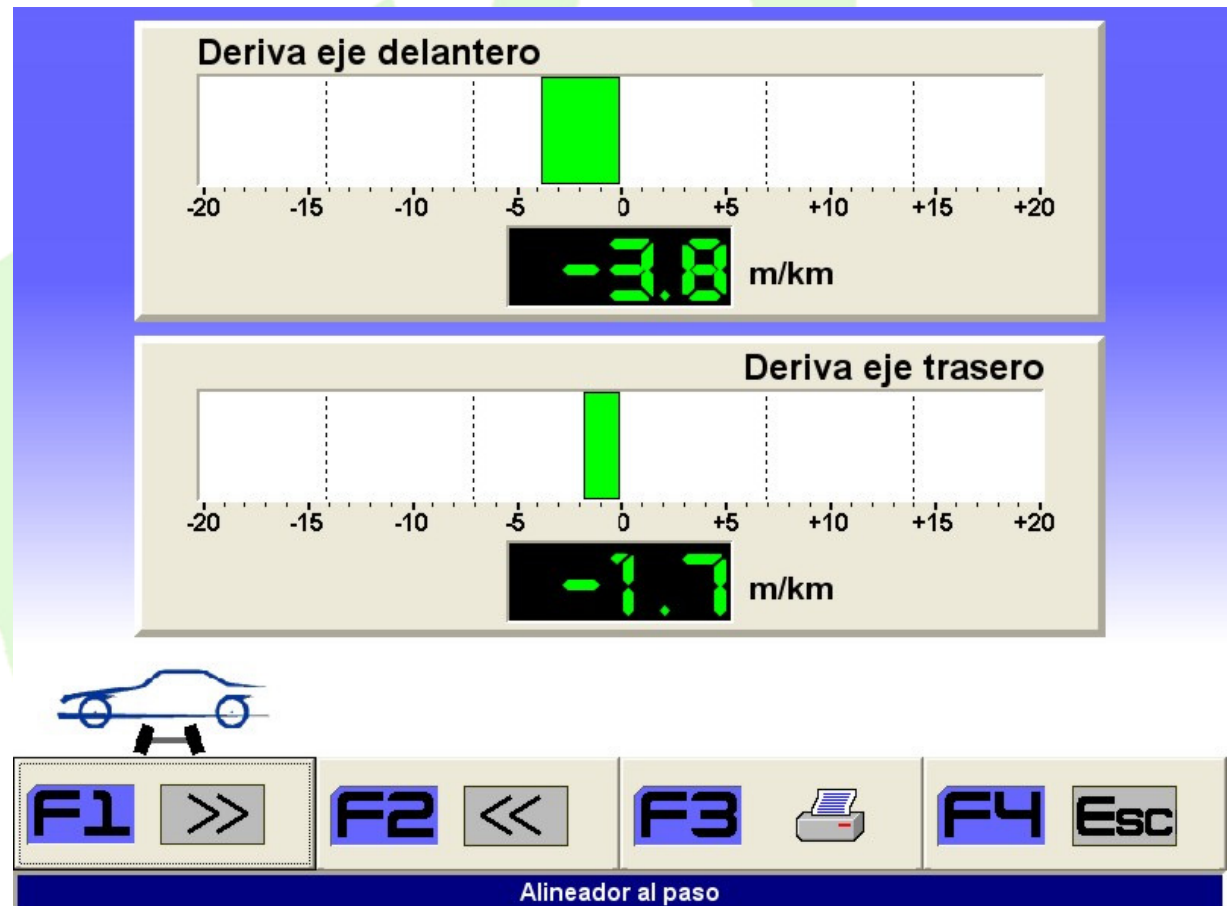 Deriva eje delantero
-20 -15 -10 -5 0 +5 +10 +15 +20
-3.8 m/km
Deriva eje trasero
-20 -15 -10 -5 0 +5 +10 +15 +20
-1.7 m/km
F1 >> F2 << F3 F4 Esc
Alineador al paso